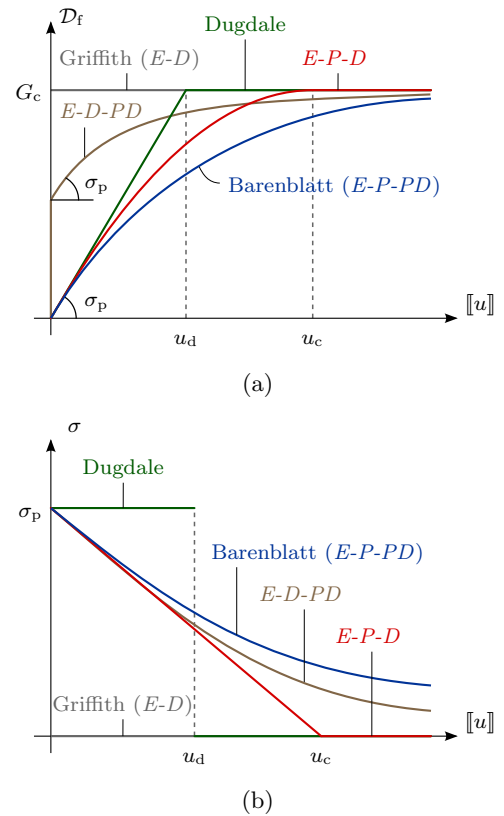 𝒟f
Dugdale
Griffith (E-D)
E-P-D
Gc
E-D-PD
σp
Barenblatt (E-P-PD)
σp
⟦u⟧
ud
uc
(a)
σ
Dugdale
σp
Barenblatt (E-P-PD)
E-D-PD
E-P-D
Griffith (E-D)
⟦u⟧
ud
uc
(b)